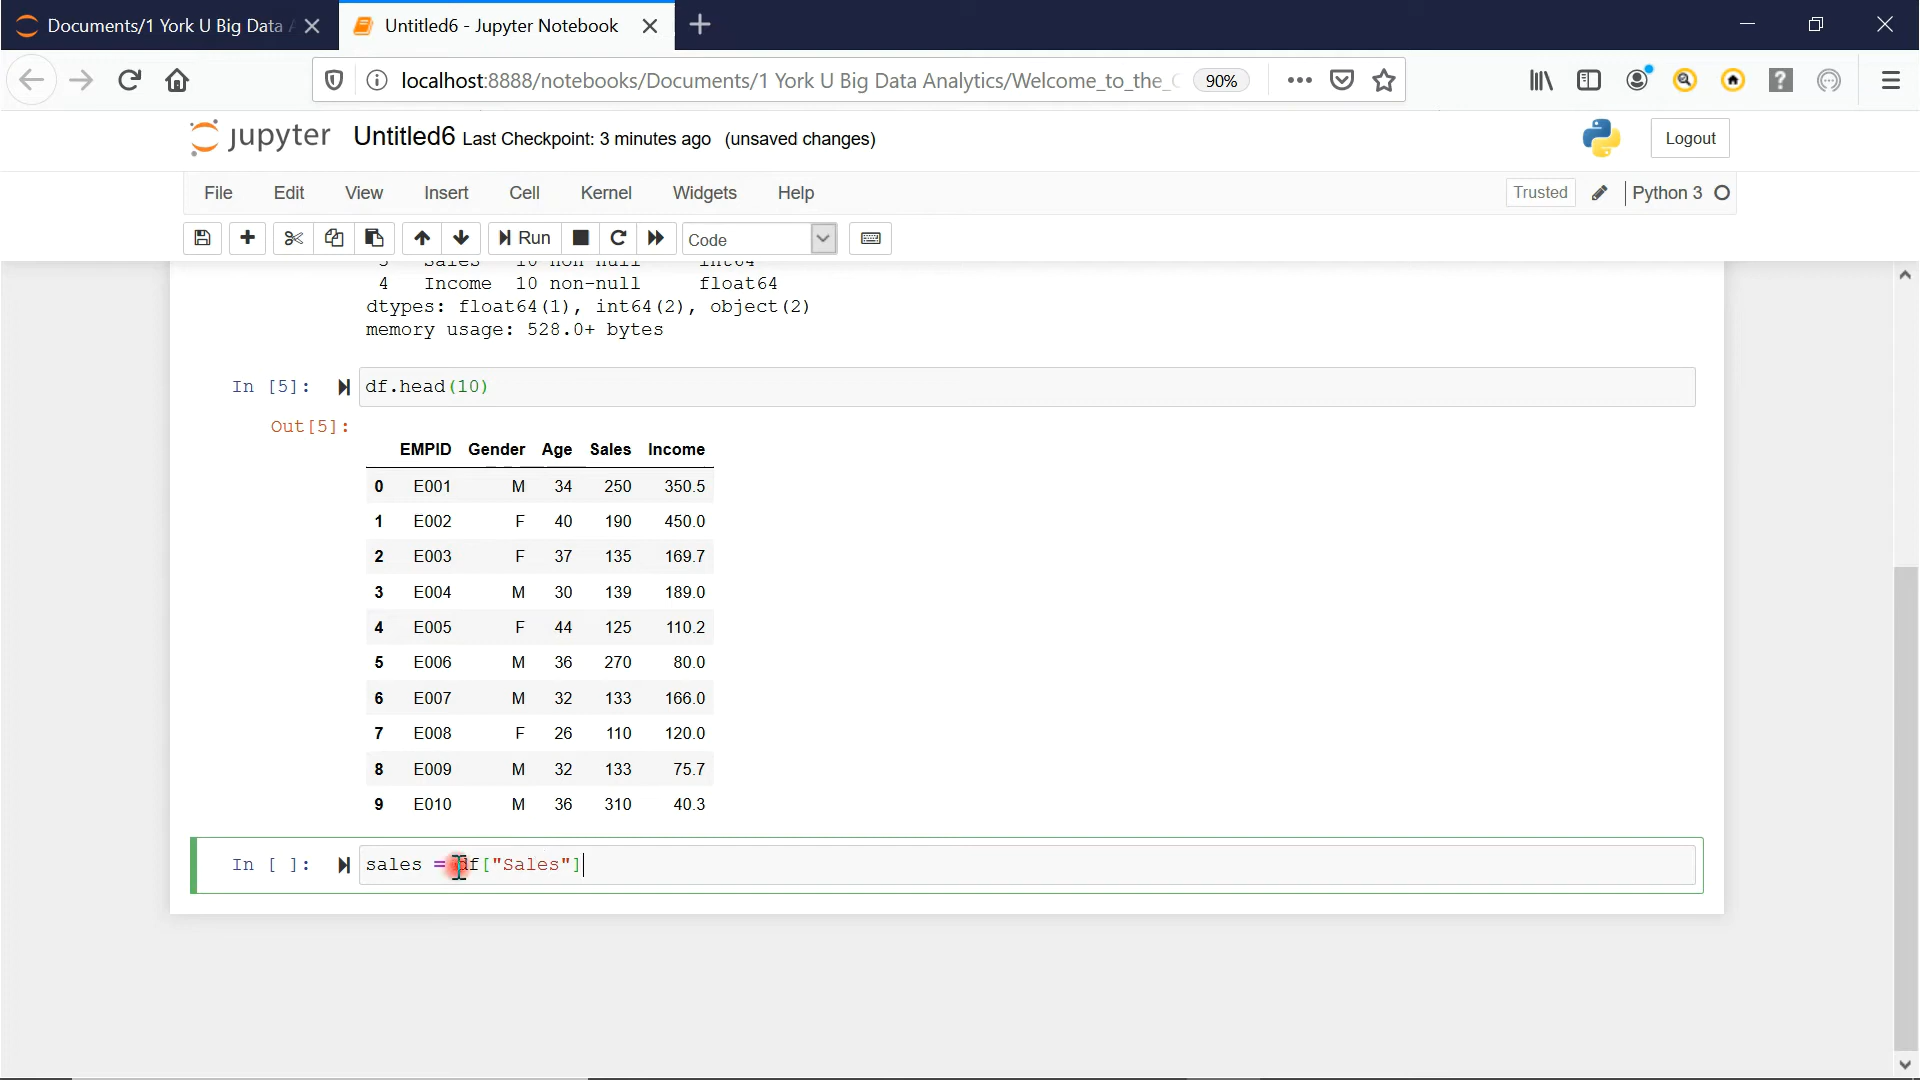 Documents/1 York U Big Data
Untitled6 - Jupyter Notebook
localhost:8888/notebooks/Documents/1 York U Big Data Analytics/Welcome_to_the_
90%
jupyter Untitled6 Last Checkpoint: 3 minutes ago (unsaved changes)
Logout
File Edit View Insert Cell Kernel Widgets Help
Trusted Python 3
Run Code
3 Sales 10 non-null int64
4 Income 10 non-null float64
dtypes: float64(1), int64(2), object(2)
memory usage: 528.0+ bytes
In [5]: df.head(10)
Out[5]:
EMPID Gender Age Sales Income
0 E001 M 34 250 350.5
1 E002 F 40 190 450.0
2 E003 F 37 135 169.7
3 E004 M 30 139 189.0
4 E005 F 44 125 110.2
5 E006 M 36 270 80.0
6 E007 M 32 133 166.0
7 E008 F 26 110 120.0
8 E009 M 32 133 75.7
9 E010 M 36 310 40.3
In [ ]: sales = df["Sales"]